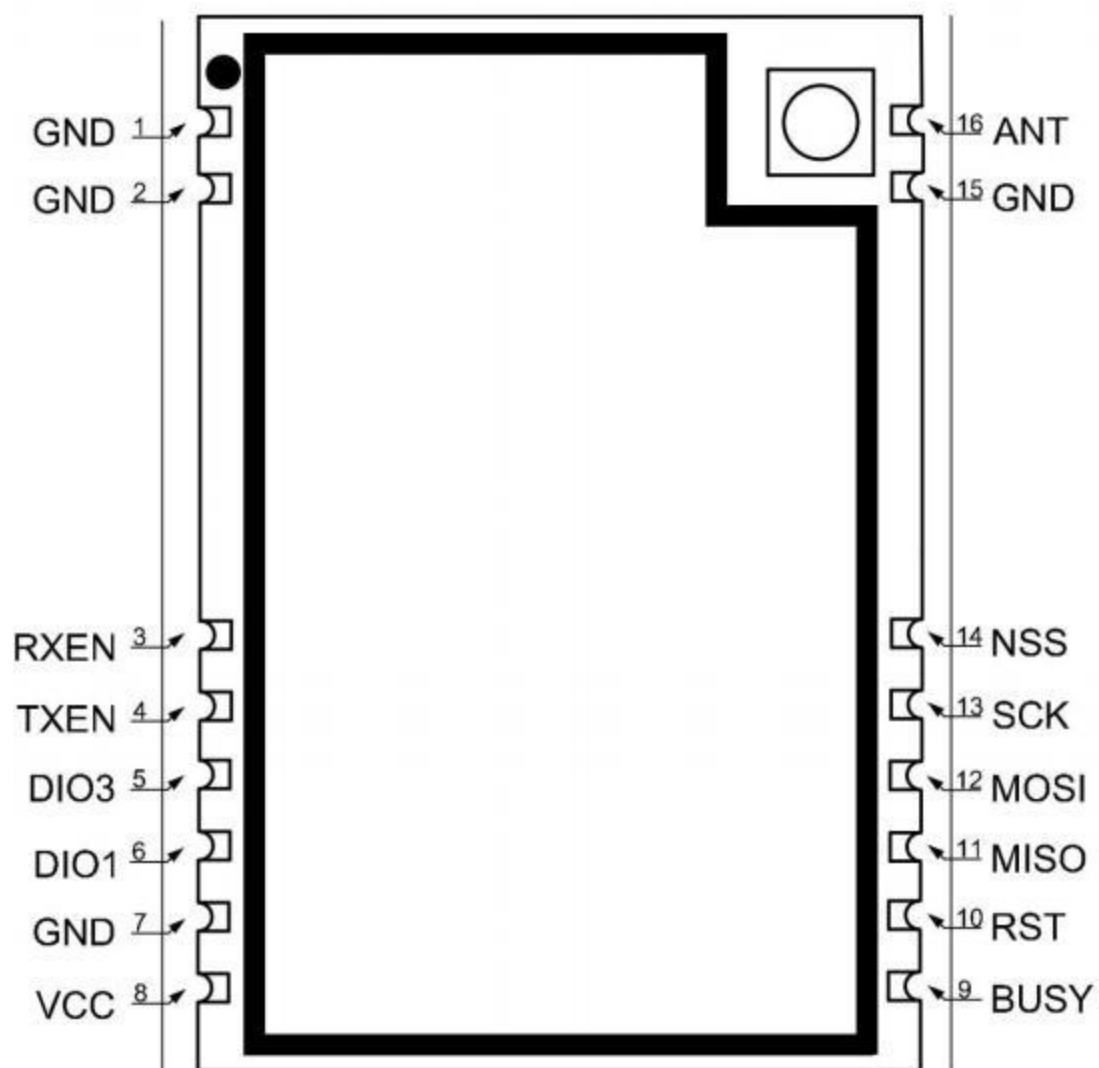 GND 1
GND 2
RXEN 3
TXEN 4
DIO3 5
DIO1 6
GND 7
VCC 8
16 ANT
15 GND
14 NSS
13 SCK
12 MOSI
11 MISO
10 RST
9 BUSY